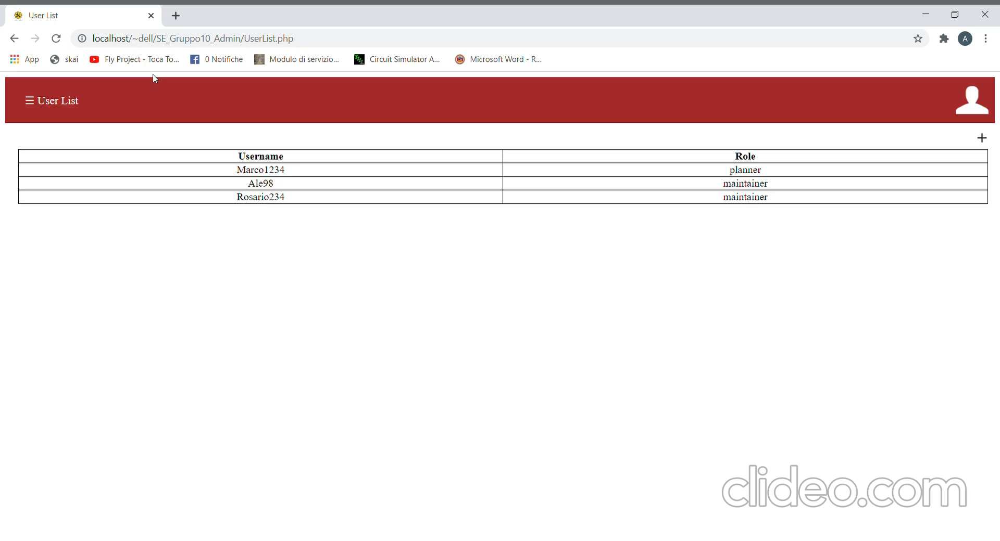 User List
localhost/~dell/SE_Gruppo10_Admin/UserList.php
A
App skai Fly Project - Toca To... 0 Notifiche Modulo di servizio... Circuit Simulator A... Microsoft Word - R...
☰ User List
Username Role
Marco1234 planner
Ale98 maintainer
Rosario234 maintainer
clideo.com